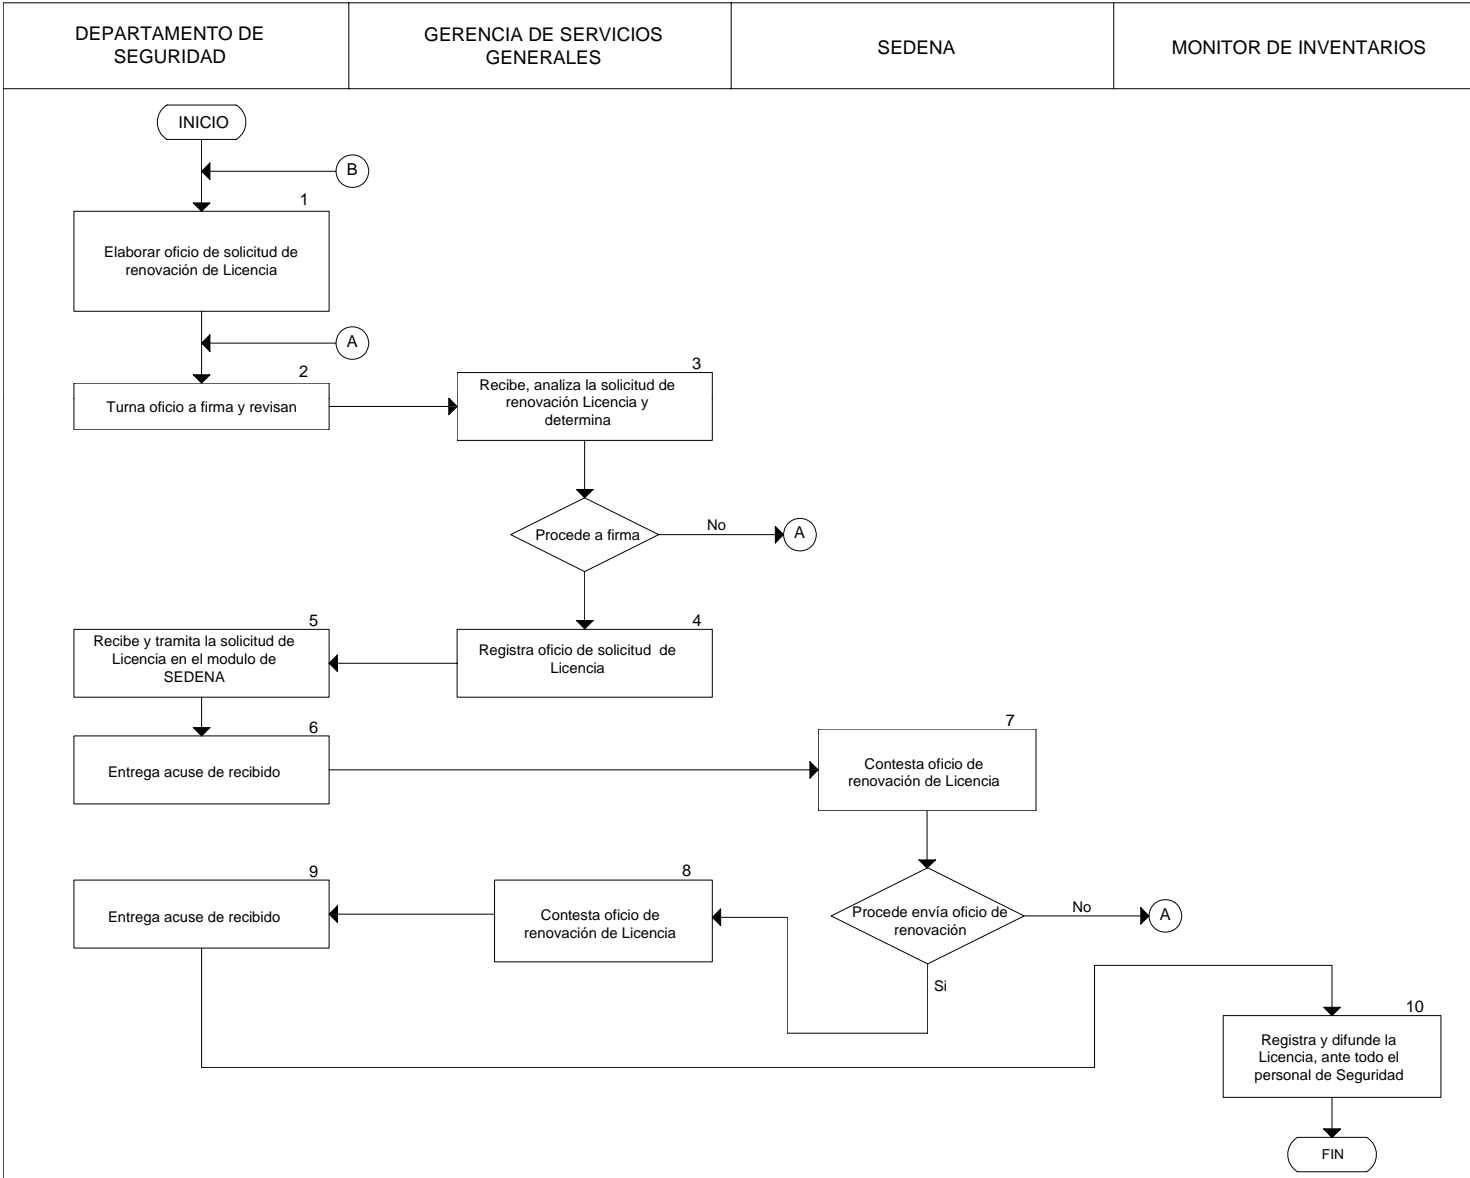 DEPARTAMENTO DE
SEGURIDAD
GERENCIA DE SERVICIOS
GENERALES
SEDENA
MONITOR DE INVENTARIOS
INICIO
B
1
Elaborar oficio de solicitud de
renovación de Licencia
A
2
Turna oficio a firma y revisan
3
Recibe, analiza la solicitud de
renovación Licencia y
determina
Procede a firma
No
A
4
Registra oficio de solicitud de
Licencia
5
Recibe y tramita la solicitud de
Licencia en el modulo de
SEDENA
6
Entrega acuse de recibido
7
Contesta oficio de
renovación de Licencia
Procede envía oficio de
renovación
No
A
Si
8
Contesta oficio de
renovación de Licencia
9
Entrega acuse de recibido
10
Registra y difunde la
Licencia, ante todo el
personal de Seguridad
FIN